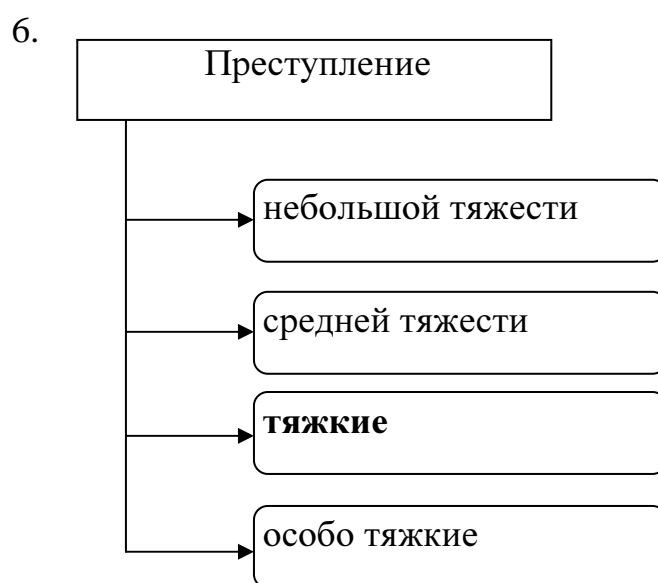 6.
Преступление
небольшой тяжести
средней тяжести
тяжкие
особо тяжкие